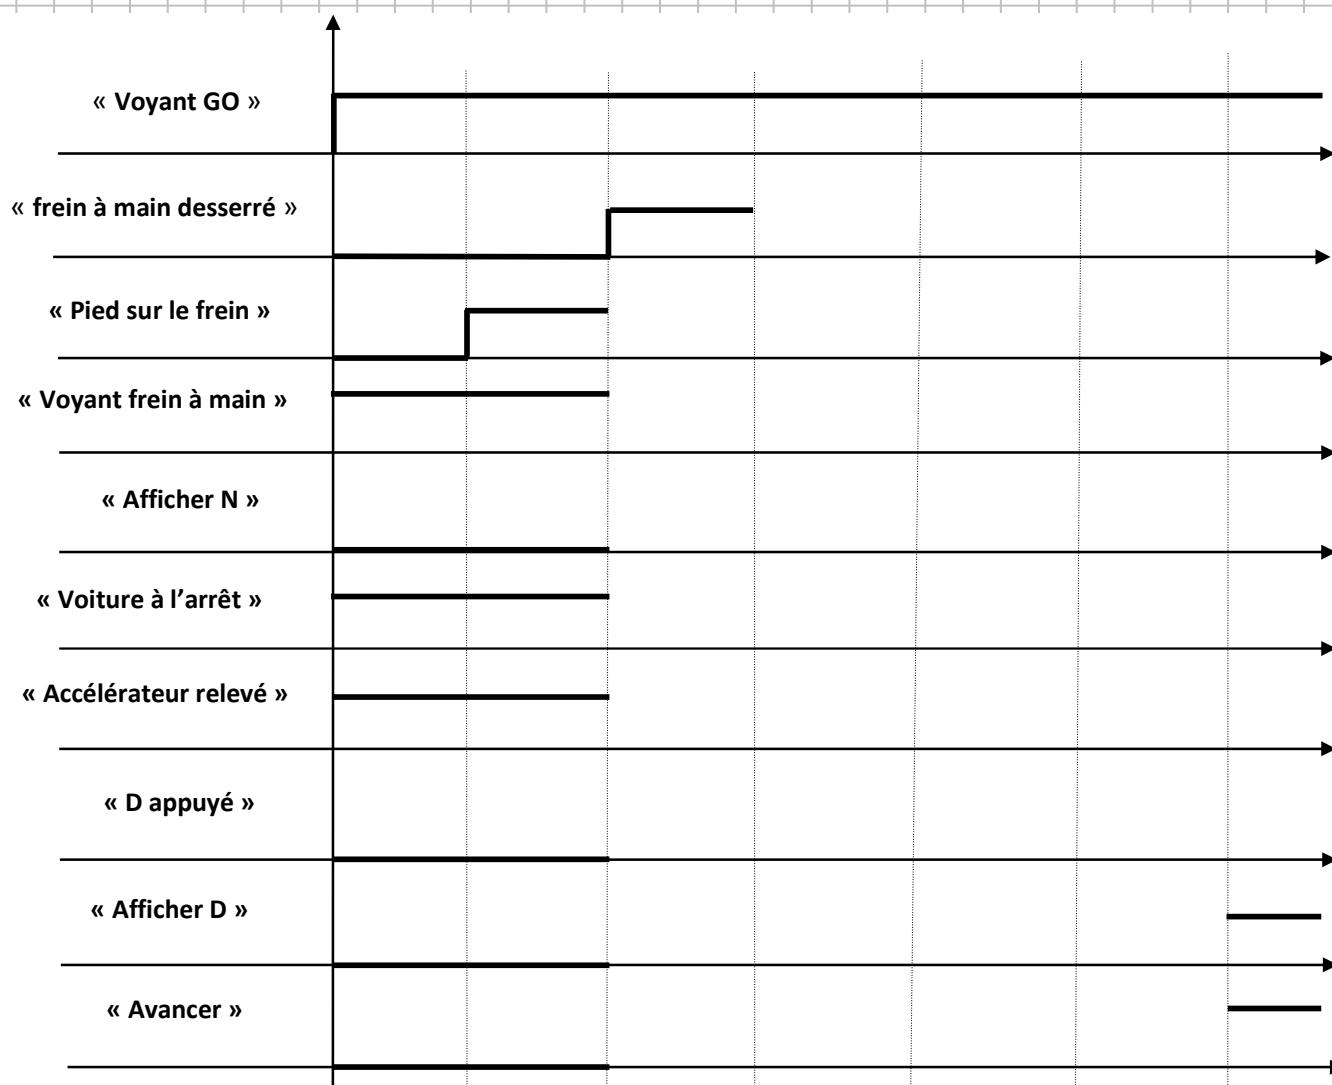 « Voyant GO »
« frein à main desserré »
« Pied sur le frein »
« Voyant frein à main »
« Afficher N »
« Voiture à l’arrêt »
« Accélérateur relevé »
« D appuyé »
« Afficher D »
« Avancer »